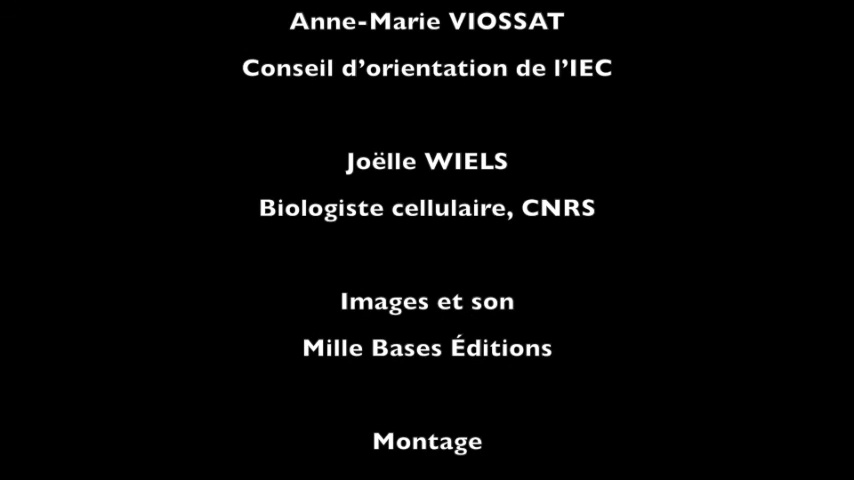 Anne-Marie VIOSSAT
Conseil d’orientation de l’IEC
Joëlle WIELS
Biologiste cellulaire, CNRS
Images et son
Mille Bases Éditions
Montage